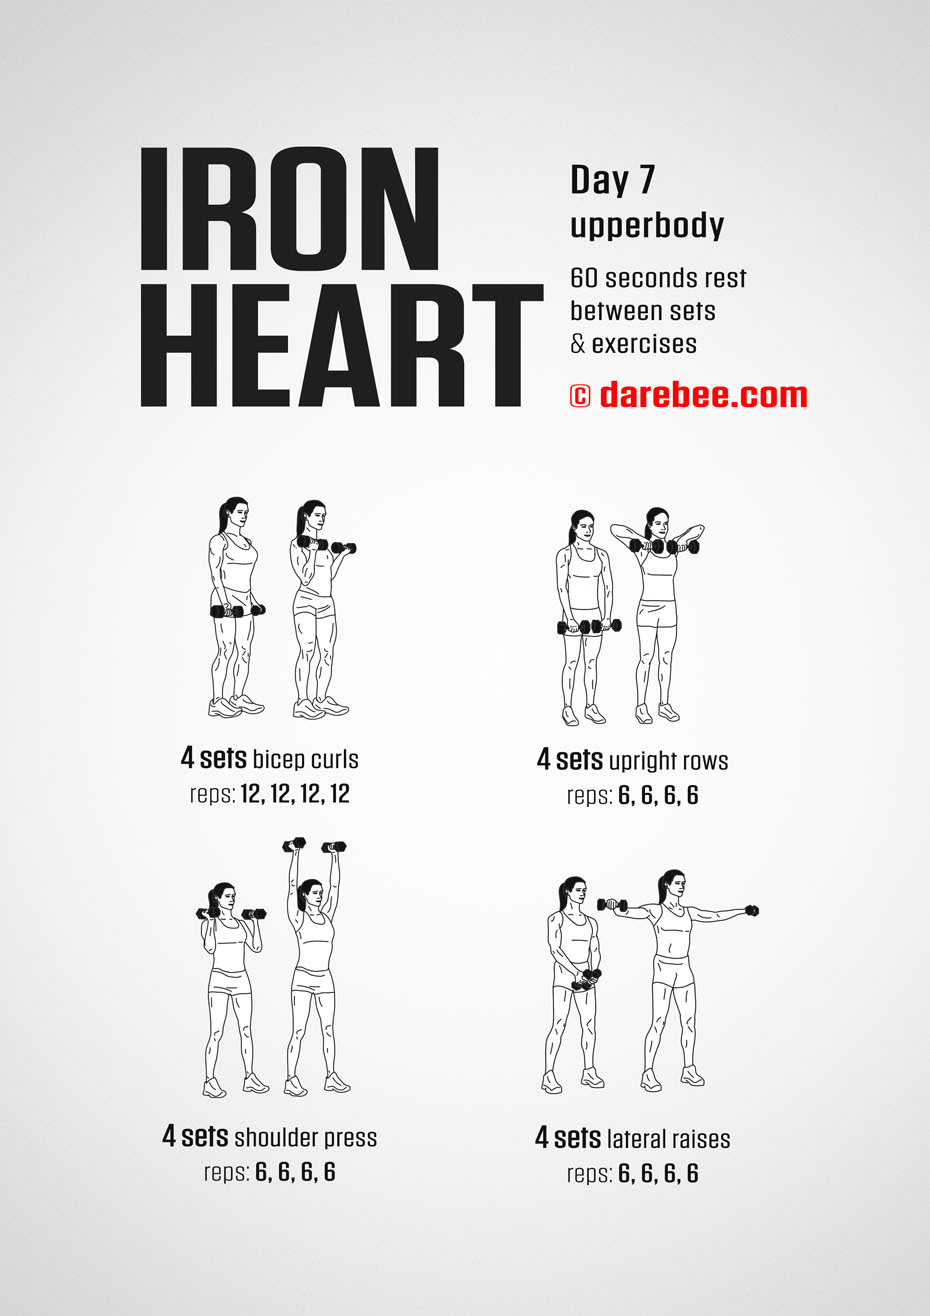 IRON
HEART
Day 7
upperbody
60 seconds rest
between sets
& exercises
© darebee.com
4 sets bicep curls
reps: 12, 12, 12, 12
4 sets upright rows
reps: 6, 6, 6, 6
4 sets shoulder press
reps: 6, 6, 6, 6
4 sets lateral raises
reps: 6, 6, 6, 6